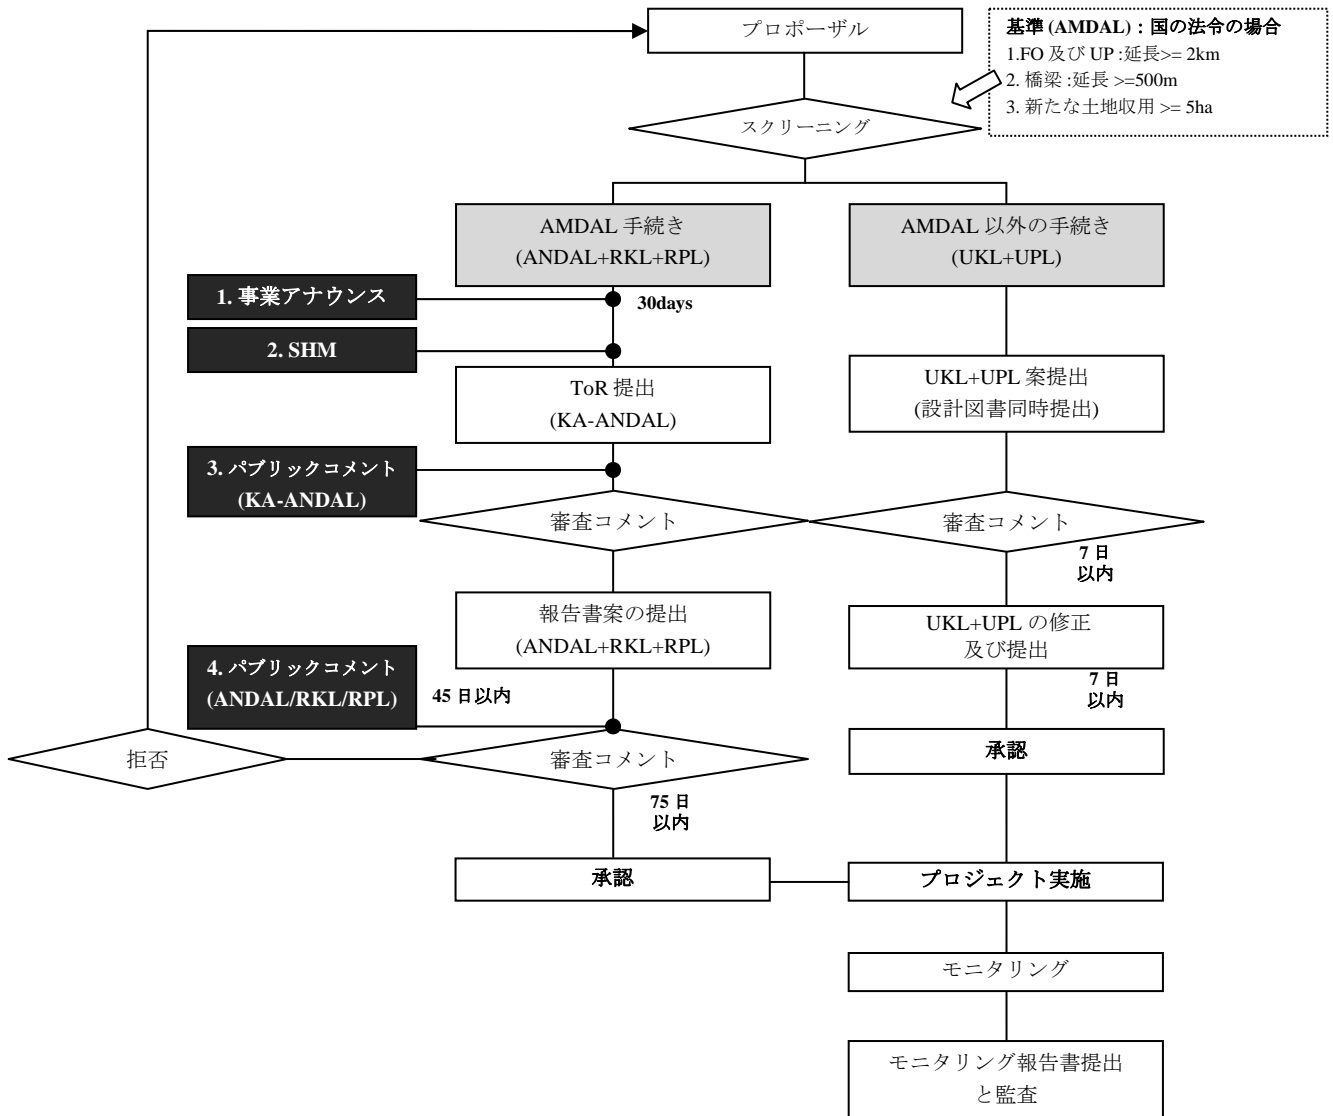 プロポーザル
基準 (AMDAL) : 国の法令の場合
1.FO 及び UP :延長>= 2km
2. 橋梁 :延長 >=500m
3. 新たな土地収用 >= 5ha
スクリーニング
AMDAL 手続き
(ANDAL+RKL+RPL)
AMDAL 以外の手続き
(UKL+UPL)
1. 事業アナウンス
30days
2. SHM
ToR 提出
(KA-ANDAL)
UKL+UPL 案提出
(設計図書同時提出)
3. パブリックコメント
(KA-ANDAL)
審査コメント
審査コメント
7 日
以内
報告書案の提出
(ANDAL+RKL+RPL)
UKL+UPL の修正
及び提出
4. パブリックコメント
(ANDAL/RKL/RPL)
45 日以内
7 日
以内
拒否
審査コメント
承認
75 日
以内
承認
プロジェクト実施
モニタリング
モニタリング報告書提出
と監査